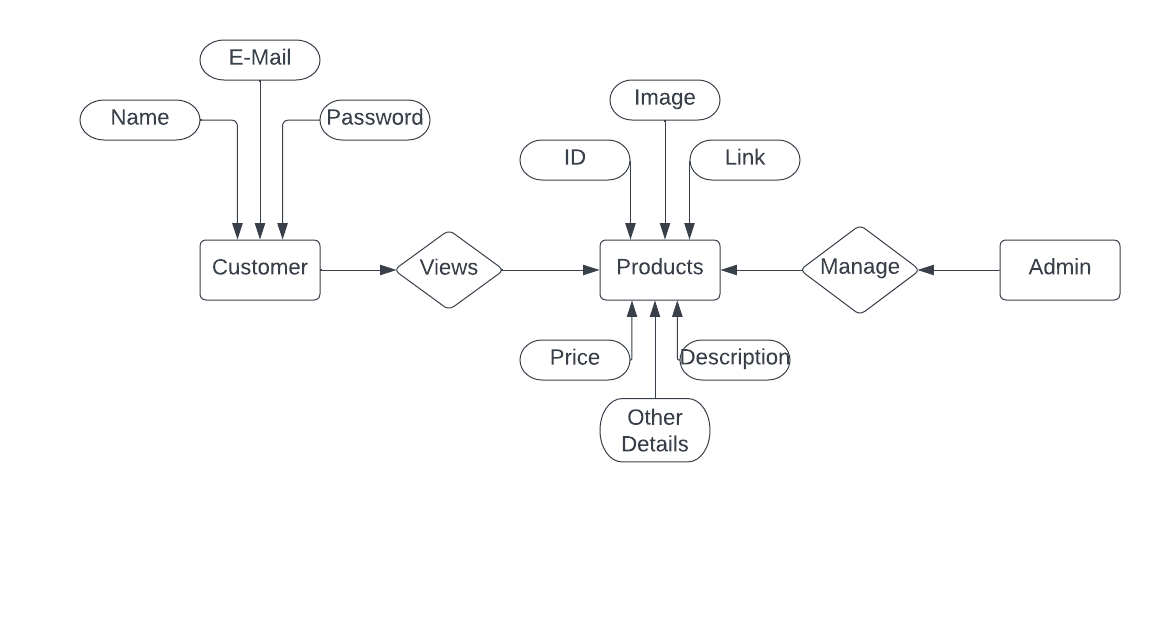 E-Mail
Name
Password
Image
ID
Link
Customer
Views
Products
Manage
Admin
Price
Description
Other
Details